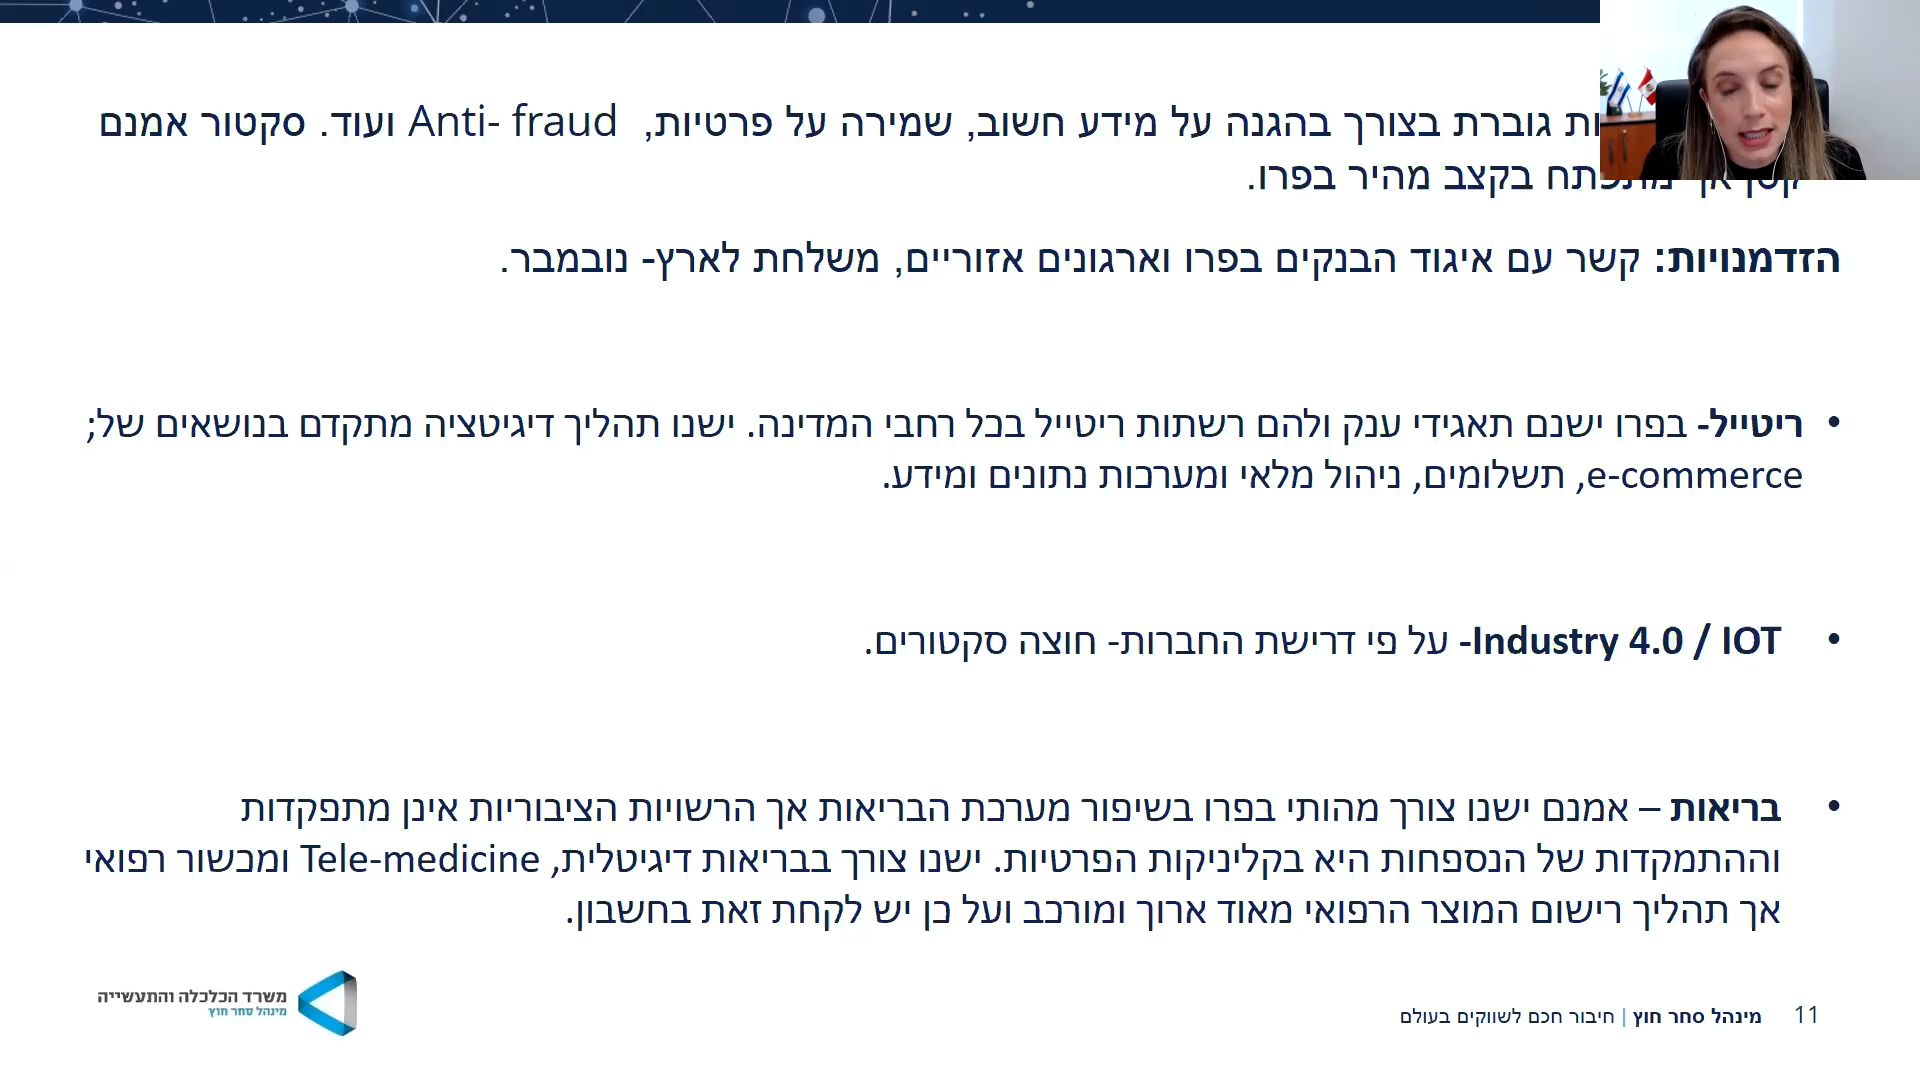 גוברת בצורך בהגנה על מידע חשוב, שמירה על פרטיות, Anti- fraud ועוד. סקטור אמנם
בקצב מהיר בפרו.
הזדמנויות: קשר עם איגוד הבנקים בפרו וארגונים אזוריים, משלחת לארץ- נובמבר.
• ריטייל- בפרו ישנם תאגידי ענק ולהם רשתות ריטייל בכל רחבי המדינה. ישנו תהליך דיגיטציה מתקדם בנושאים של;
e-commerce, תשלומים, ניהול מלאי ומערכות נתונים ומידע.
• Industry 4.0 / IOT- על פי דרישת החברות- חוצה סקטורים.
• בריאות – אמנם ישנו צורך מהותי בפרו בשיפור מערכת הבריאות אך הרשויות הציבוריות אינן מתפקדות
וההתמקדות של הנספחות היא בקליניקות הפרטיות. ישנו צורך בבריאות דיגיטלית, Tele-medicine ומכשור רפואי
אך תהליך רישום המוצר הרפואי מאוד ארוך ומורכב ועל כן יש לקחת זאת בחשבון.
11 מינהל סחר חוץ | חיבור חכם לשווקים בעולם
משרד הכלכלה והתעשייה
מינהל סחר חוץ